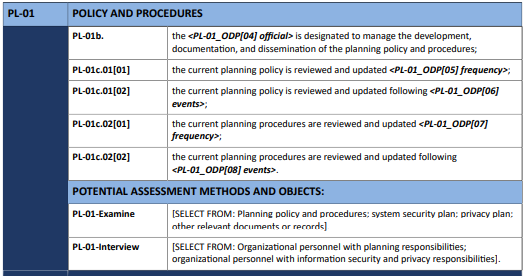 PL-01 POLICY AND PROCEDURES
PL-01b. the <PL-01_ODP[04] official> is designated to manage the development,
documentation, and dissemination of the planning policy and procedures;
PL-01c.01[01] the current planning policy is reviewed and updated <PL-01_ODP[05] frequency>;
PL-01c.01[02] the current planning policy is reviewed and updated following <PL-01_ODP[06]
events>;
PL-01c.02[01] the current planning procedures are reviewed and updated <PL-01_ODP[07]
frequency>;
PL-01c.02[02] the current planning procedures are reviewed and updated following
<PL-01_ODP[08] events>.
POTENTIAL ASSESSMENT METHODS AND OBJECTS:
PL-01-Examine [SELECT FROM: Planning policy and procedures; system security plan; privacy plan;
other relevant documents or records]
PL-01-Interview [SELECT FROM: Organizational personnel with planning responsibilities;
organizational personnel with information security and privacy responsibilities].